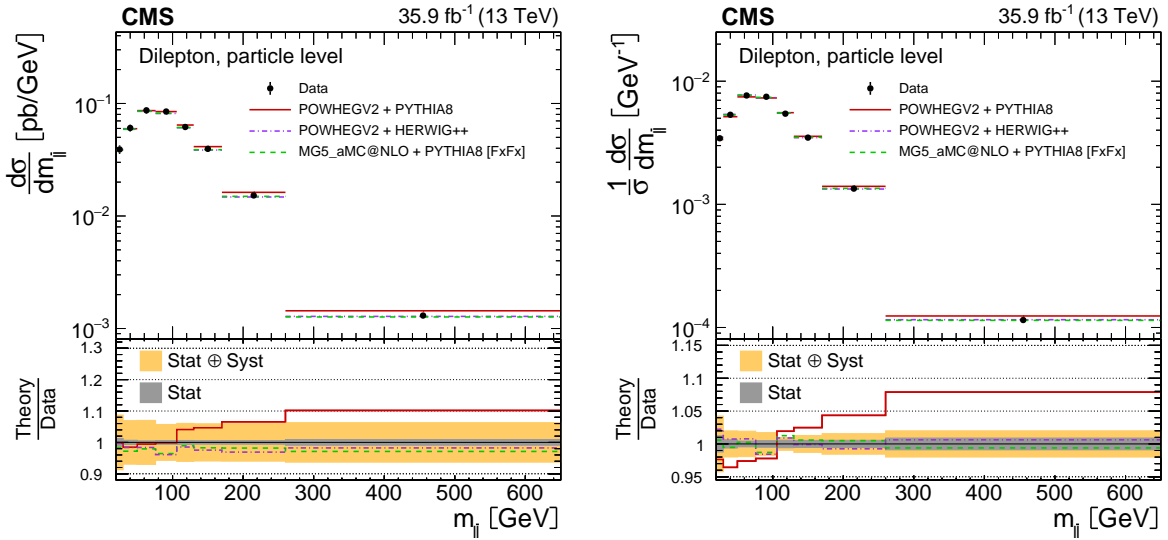 CMS 35.9 fb⁻¹ (13 TeV)
Dilepton, particle level
Data
POWHEGV2 + PYTHIA8
POWHEGV2 + HERWIG++
MG5_aMC@NLO + PYTHIA8 [FxFx]
dσ/dm_{l̄l} [pb/GeV]
10⁻¹
10⁻²
10⁻³
Stat ⊕ Syst
Stat
Theory
Data
1.3
1.2
1.1
1
0.9
100 200 300 400 500 600
m_{l̄l} [GeV]
CMS 35.9 fb⁻¹ (13 TeV)
Dilepton, particle level
Data
POWHEGV2 + PYTHIA8
POWHEGV2 + HERWIG++
MG5_aMC@NLO + PYTHIA8 [FxFx]
1/σ dσ/dm_{l̄l} [GeV⁻¹]
10⁻²
10⁻³
10⁻⁴
Stat ⊕ Syst
Stat
Theory
Data
1.15
1.1
1.05
1
0.95
100 200 300 400 500 600
m_{l̄l} [GeV]